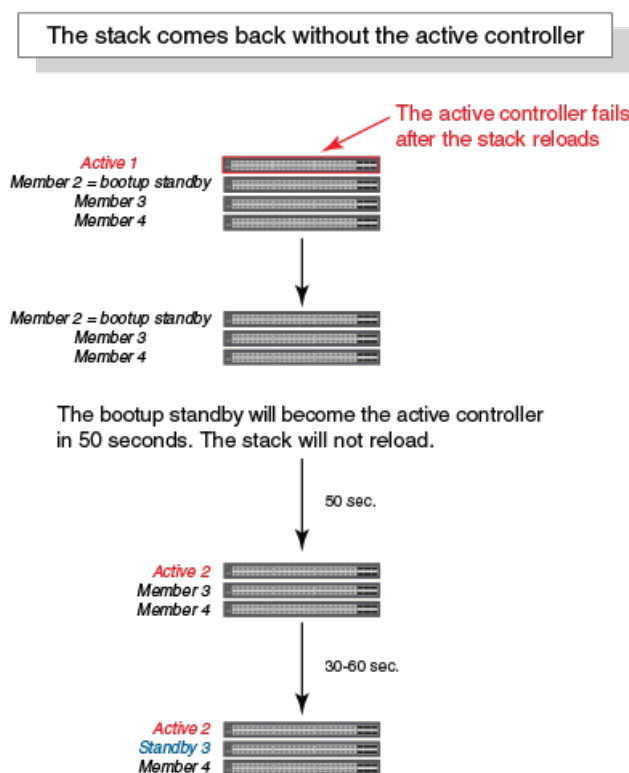 The stack comes back without the active controller
The active controller fails
after the stack reloads
Active 1
Member 2 = bootup standby
Member 3
Member 4
Member 2 = bootup standby
Member 3
Member 4
The bootup standby will become the active controller
in 50 seconds. The stack will not reload.
50 sec.
Active 2
Member 3
Member 4
30-60 sec.
Active 2
Standby 3
Member 4